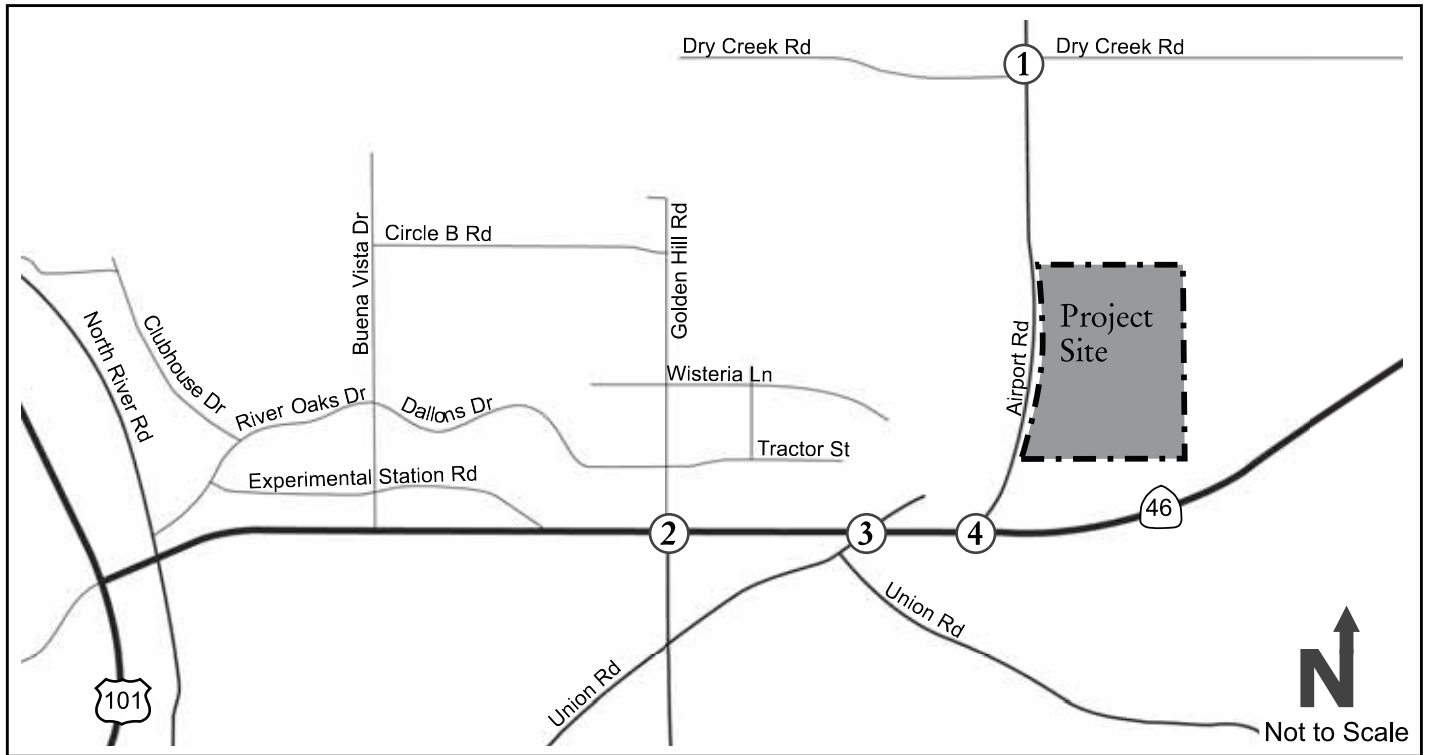 Dry Creek Rd
1
Dry Creek Rd
Buena Vista Dr
Circle B Rd
Golden Hill Rd
North River Rd
Clubhouse Dr
River Oaks Dr
Dallons Dr
Wisteria Ln
Airport Rd
Project
Site
Experimental Station Rd
Tractor St
2
3
4
46
Union Rd
Union Rd
101
N
Not to Scale